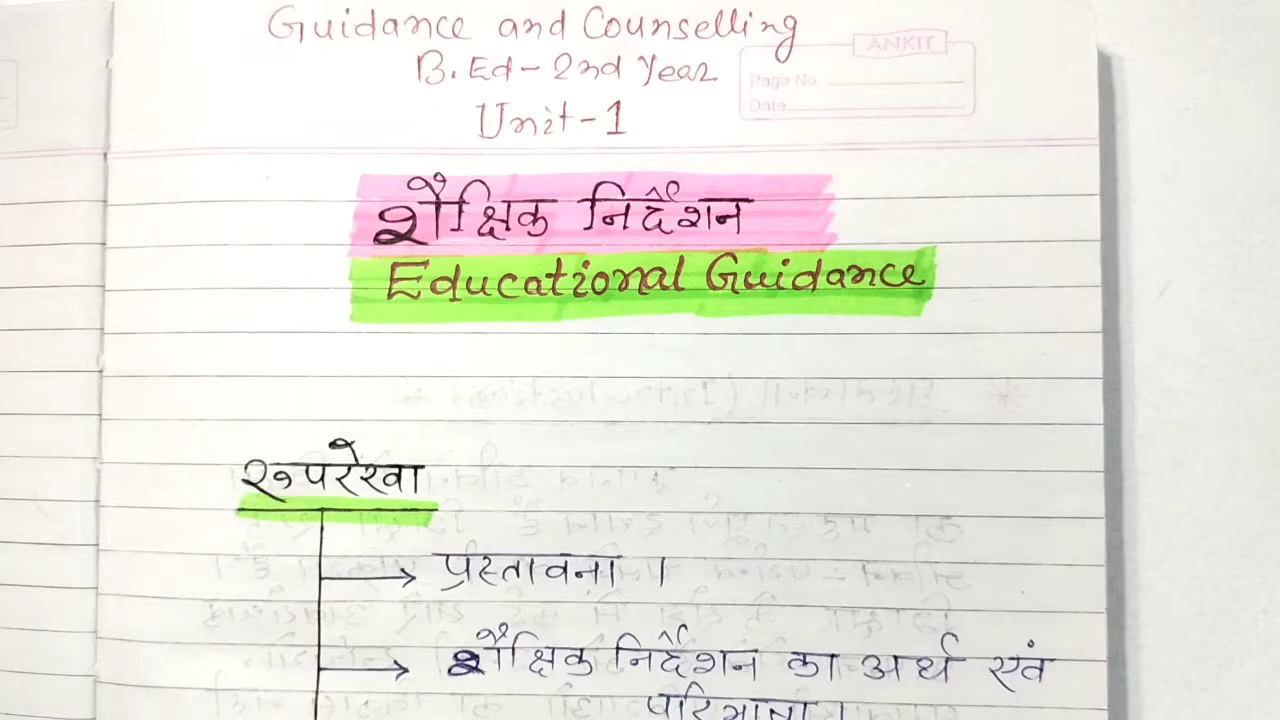 Guidance and Counselling
ANKIT
B.Ed-2nd Year
Page No
Date
Unit-1
शैक्षिक निर्देशन
Educational Guidance
रूपरेखा
→ प्रस्तावना ।
→ शैक्षिक निर्देशन का अर्थ एवं
परिभाषा ।